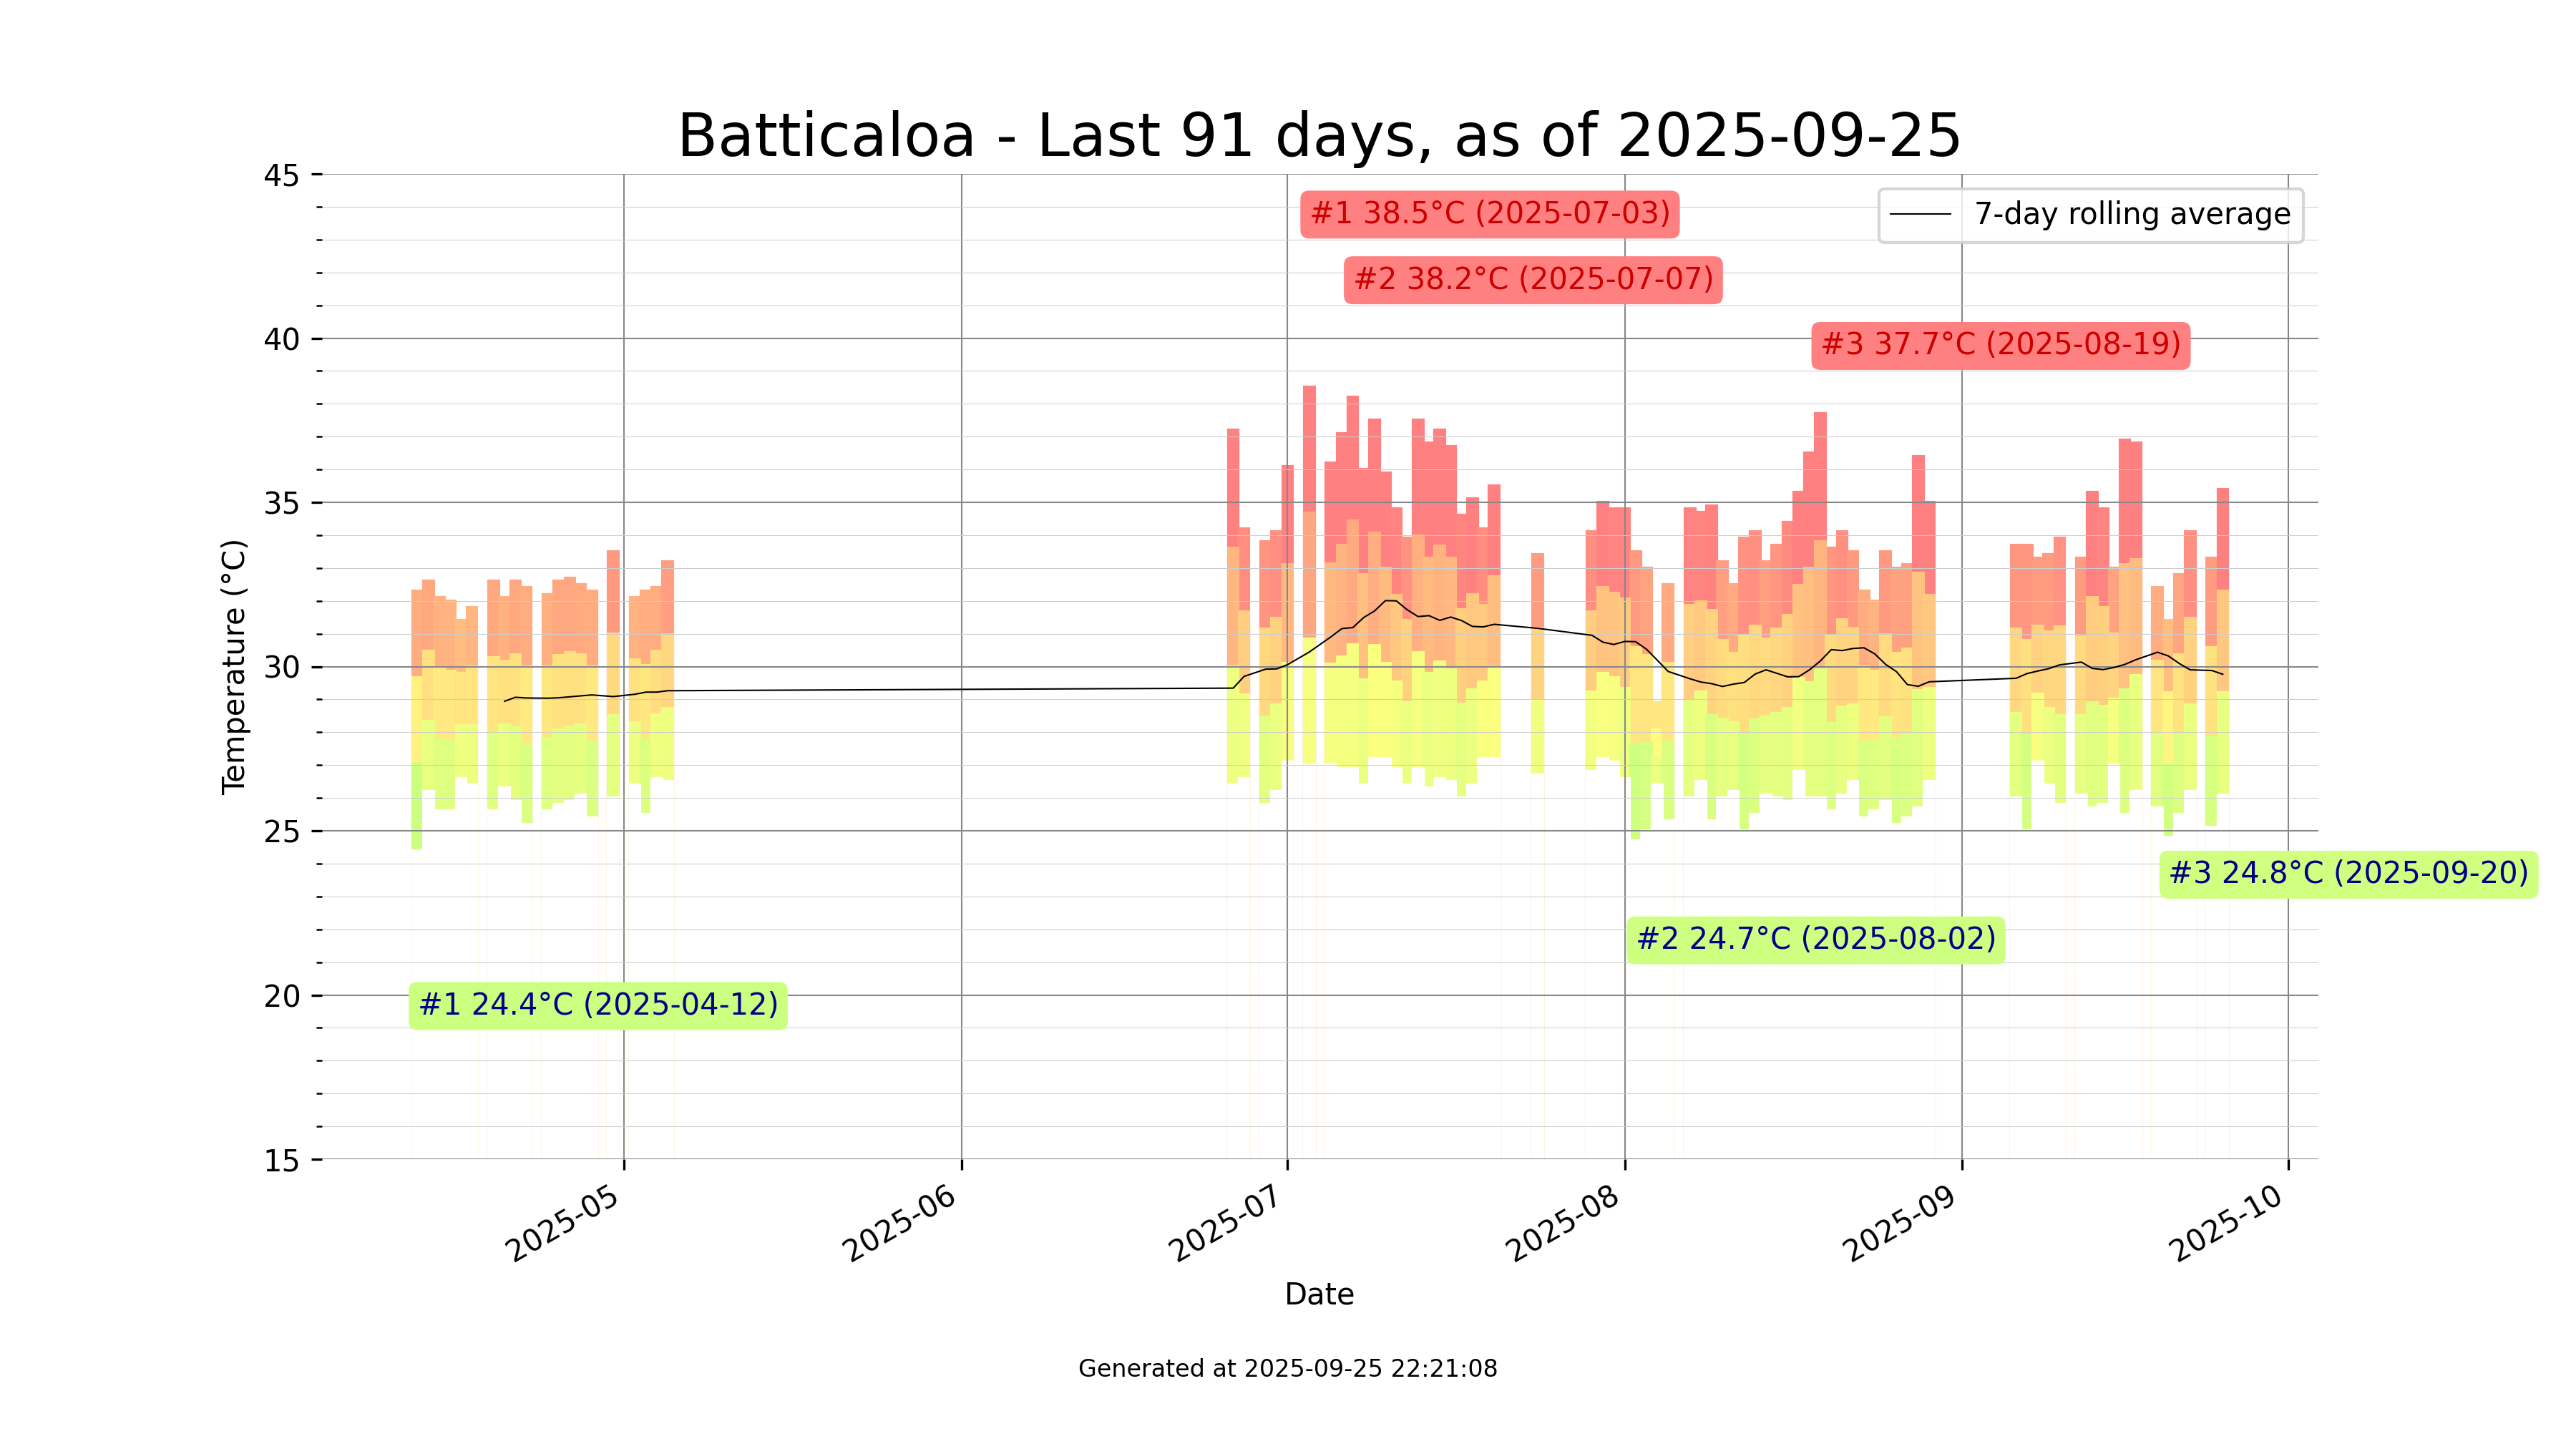 Batticaloa - Last 91 days, as of 2025-09-25
45
#1 38.5°C (2025-07-03)
7-day rolling average
#2 38.2°C (2025-07-07)
40
#3 37.7°C (2025-08-19)
35
Temperature (°C)
30
25
#3 24.8°C (2025-09-20)
#2 24.7°C (2025-08-02)
20
#1 24.4°C (2025-04-12)
15
2025-05
2025-06
2025-07
2025-08
2025-09
2025-10
Date
Generated at 2025-09-25 22:21:08